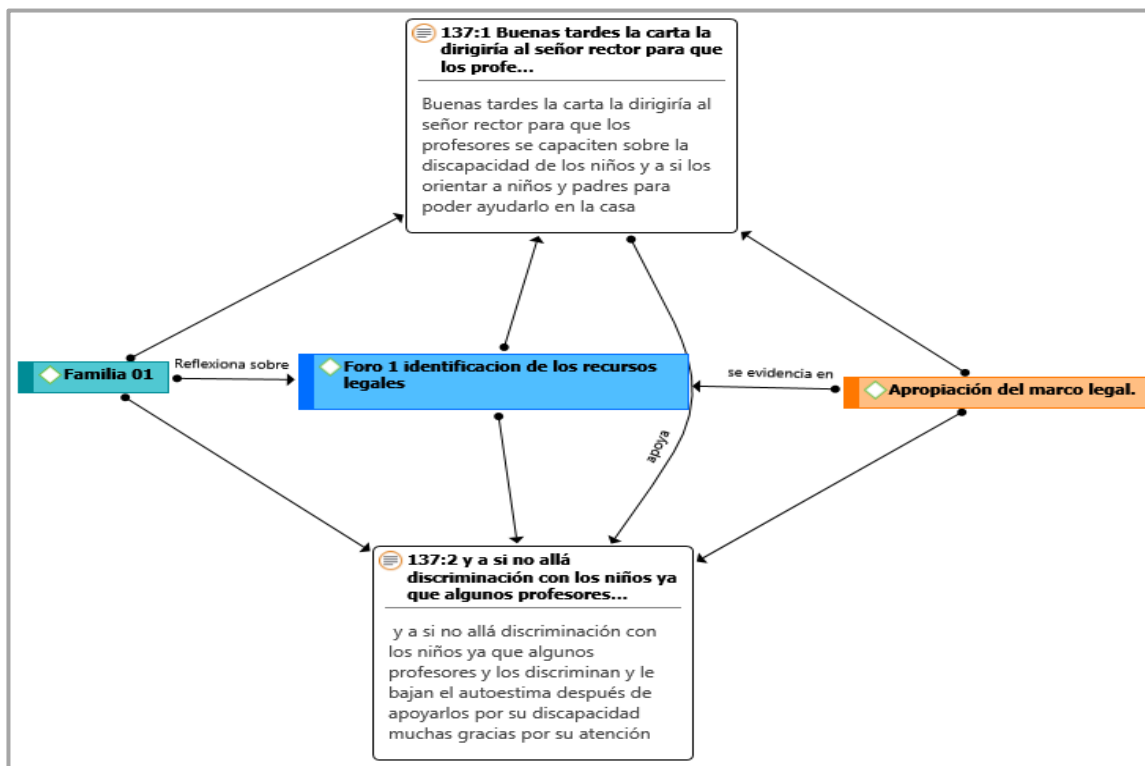 137:1 Buenas tardes la carta la
dirigiría al señor rector para que
los profe...
Buenas tardes la carta la dirigiría al
señor rector para que los
profesores se capaciten sobre la
discapacidad de los niños y a si los
orientar a niños y padres para
poder ayudarlo en la casa
Familia 01
Reflexiona sobre
Foro 1 identificacion de los recursos
legales
se evidencia en
Apropiación del marco legal.
apoya
137:2 y a si no allá
discriminación con los niños ya
que algunos profesores...
y a si no allá discriminación con
los niños ya que algunos
profesores y los discriminan y le
bajan el autoestima después de
apoyarlos por su discapacidad
muchas gracias por su atención